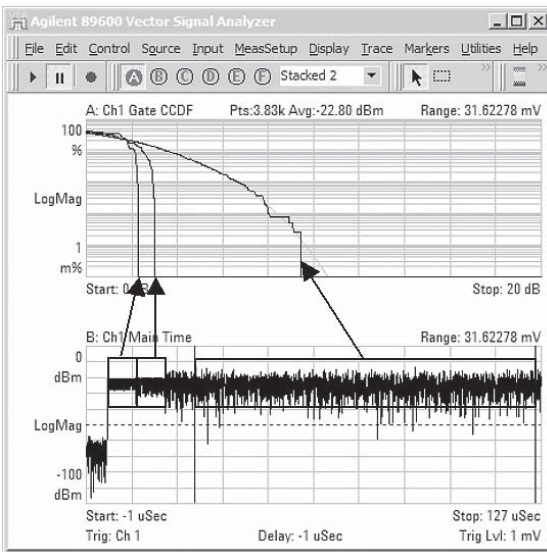 Agilent 89600 Vector Signal Analyzer
File Edit Control Source Input MeasSetup Display Trace Markers Utilities Help
A B C D E F Stacked 2
A: Ch1 Gate CCDF Pts:3.83k Avg:-22.80 dBm Range: 31.62278 mV
100
%
LogMag
1
m%
Start: 0 Stop: 20 dB
B: Ch1 Main Time Range: 31.62278 mV
0
dBm
LogMag
-100
dBm
Start: -1 uSec Stop: 127 uSec
Trig: Ch 1 Delay: -1 uSec Trig Lvl: 1 mV